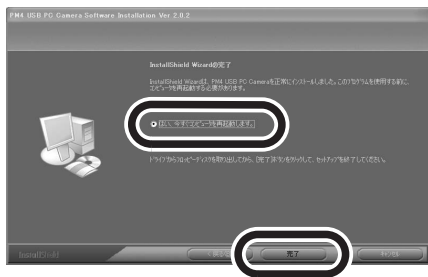 PM4 USB PC Camera Software Installation Ver 2.0.2
InstallShield Wizardの完了
InstallShield Wizardは、PM4 USB PC Cameraを正常にインストールしました。このプログラムを使用する前に、
コンピュータを再起動する必要があります。
はい、今すぐコンピュータを再起動します。
ドライブからフロッピーディスクを取り出してから、[完了]ボタンをクリックして、セットアップを終了してください。
InstallShield
< 戻る
完了
キャンセル